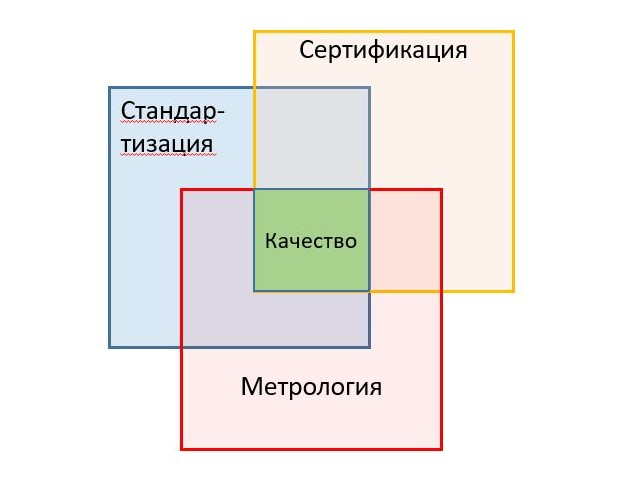 Сертификация
Стандар-
тизация
Качество
Метрология